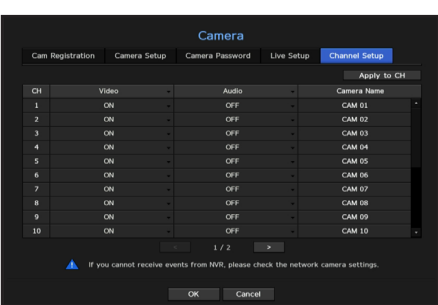 Camera
Cam Registration Camera Setup Camera Password Live Setup Channel Setup
Apply to CH
CH Video Audio Camera Name
1 ON OFF CAM 01
2 ON OFF CAM 02
3 ON OFF CAM 03
4 ON OFF CAM 04
5 ON OFF CAM 05
6 ON OFF CAM 06
7 ON OFF CAM 07
8 ON OFF CAM 08
9 ON OFF CAM 09
10 ON OFF CAM 10
< 1 / 2 >
If you cannot receive events from NVR, please check the network camera settings.
OK Cancel